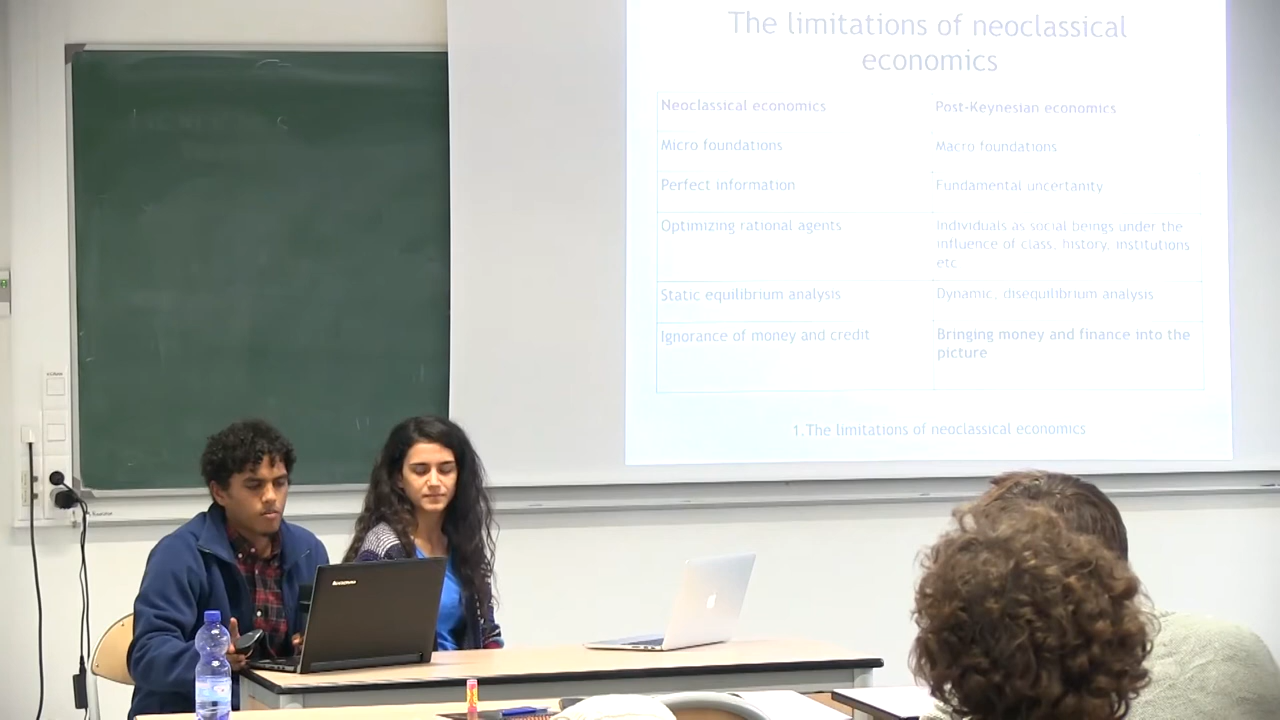 The limitations of neoclassical
economics
Neoclassical economics
Post-Keynesian economics
Micro foundations
Macro foundations
Perfect information
Fundamental uncertanity
Optimizing rational agents
Individuals as social beings under the
influence of class, history, institutions
etc
Static equilibrium analysis
Dynamic, disequilibrium analysis
Ignorance of money and credit
Bringing money and finance into the
picture
1.The limitations of neoclassical economics
lenovo